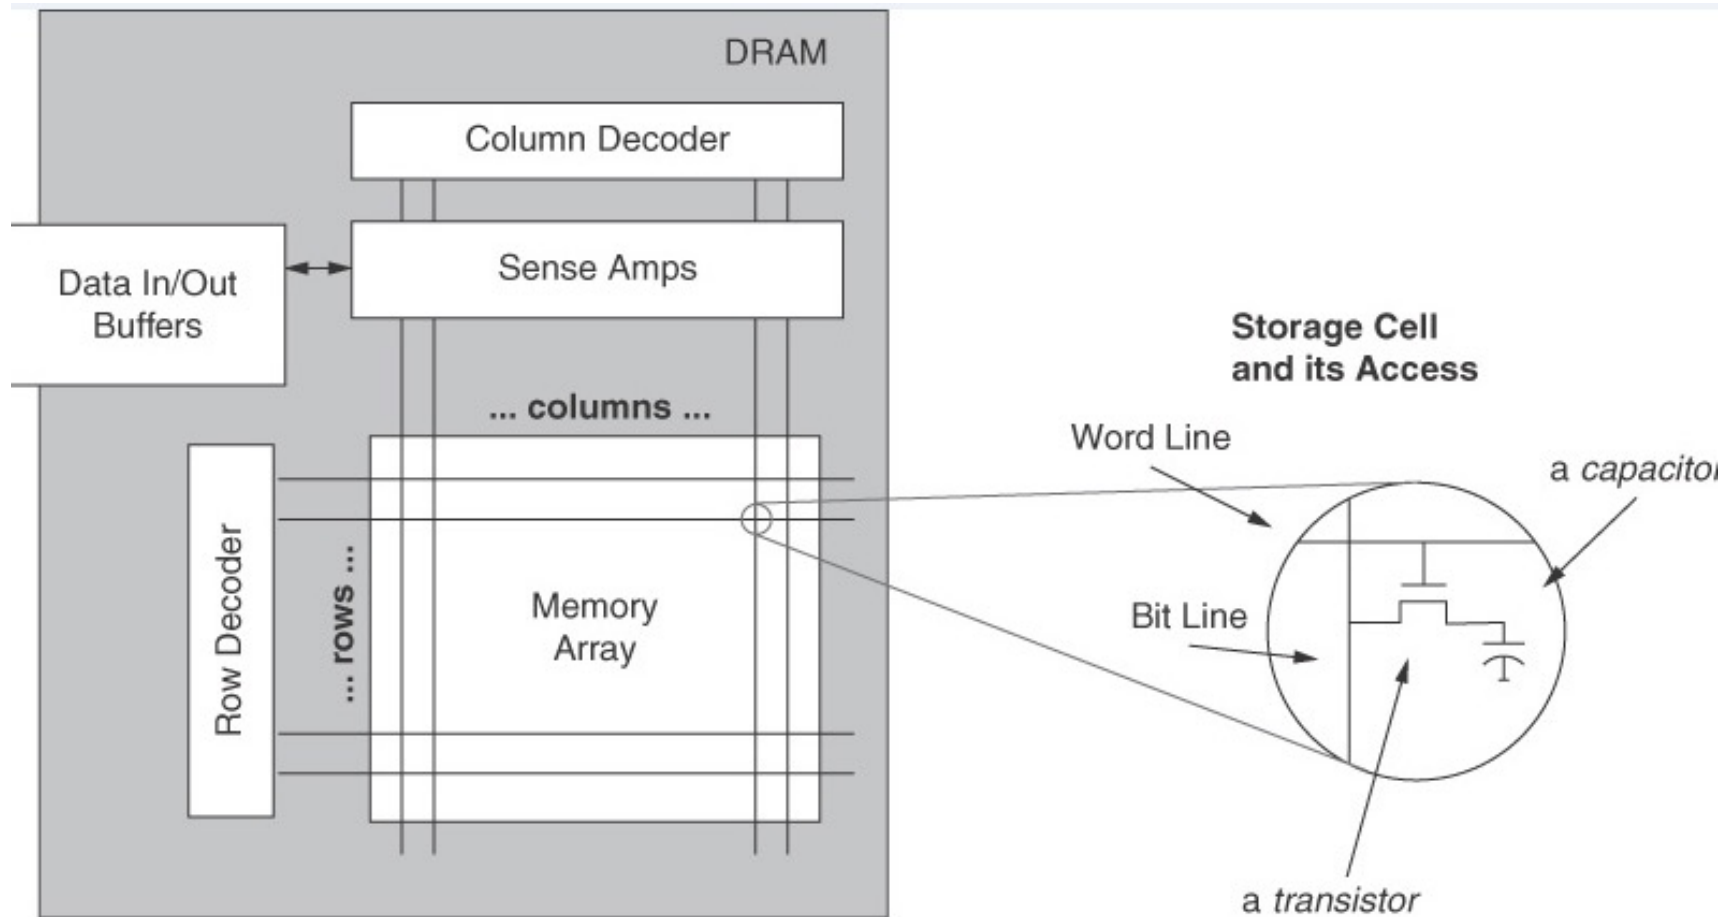 DRAM
Column Decoder
Sense Amps
Data In/Out
Buffers
... columns ...
Row Decoder
... rows ...
Memory
Array
Storage Cell
and its Access
Word Line
a capacitor
Bit Line
a transistor